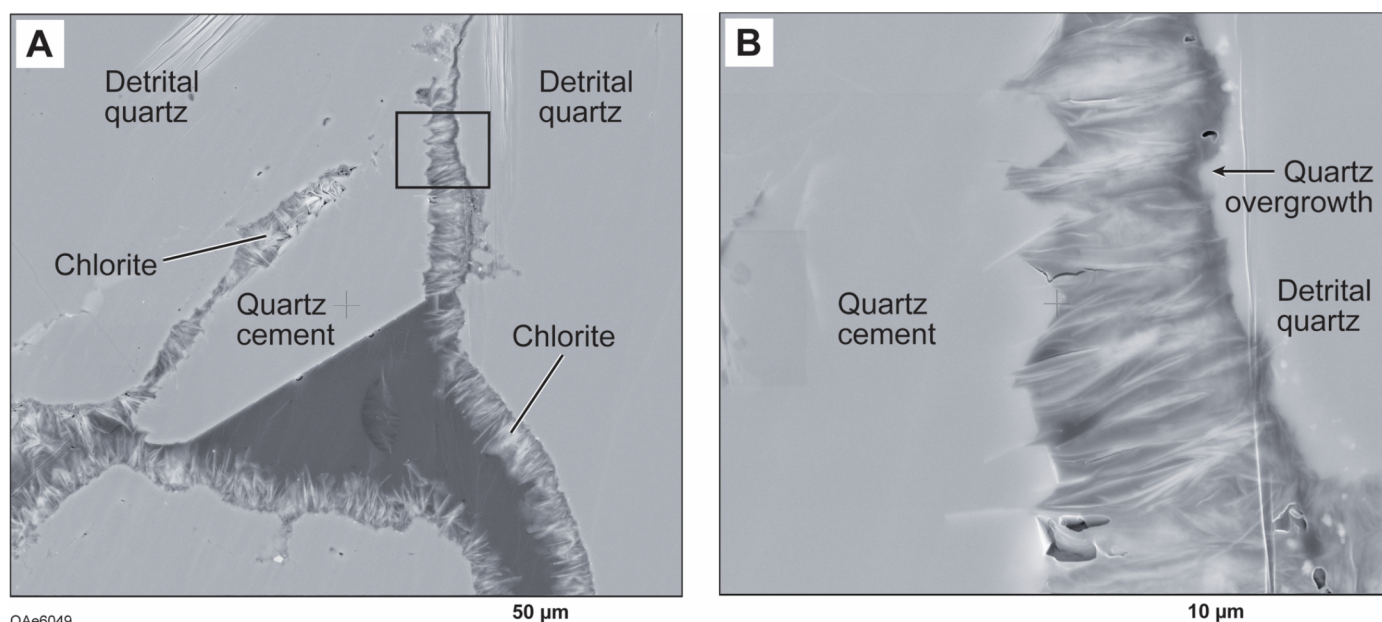 A
Detrital
quartz
Detrital
quartz
Chlorite
Quartz
cement
Chlorite
QAe6049
50 µm
B
Quartz
overgrowth
Detrital
quartz
Quartz
cement
10 µm